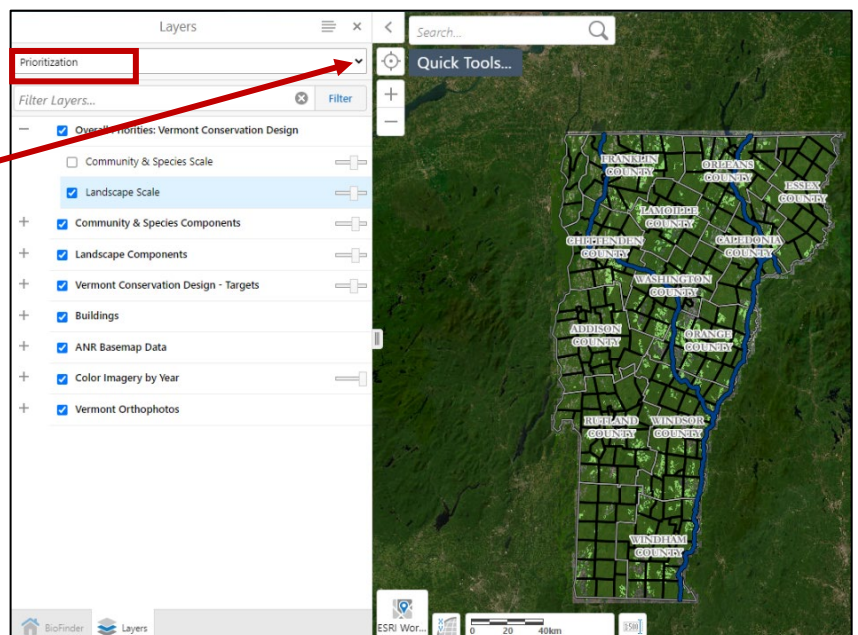 Layers
Prioritization
Filter Layers...
Filter
Overall Priorities: Vermont Conservation Design
Community & Species Scale
Landscape Scale
Community & Species Components
Landscape Components
Vermont Conservation Design - Targets
Buildings
ANR Basemap Data
Color Imagery by Year
Vermont Orthophotos
BioFinder
Layers
Search...
Quick Tools...
FRANKLIN
COUNTY
ORLEANS
COUNTY
ESSEX
COUNTY
LAMOILLE
COUNTY
CHITTENDEN
COUNTY
CALEDONIA
COUNTY
WASHINGTON
COUNTY
ADDISON
COUNTY
ORANGE
COUNTY
RUTLAND
COUNTY
WINDSOR
COUNTY
WINDHAM
COUNTY
ESRI Wor...
0 20 40km